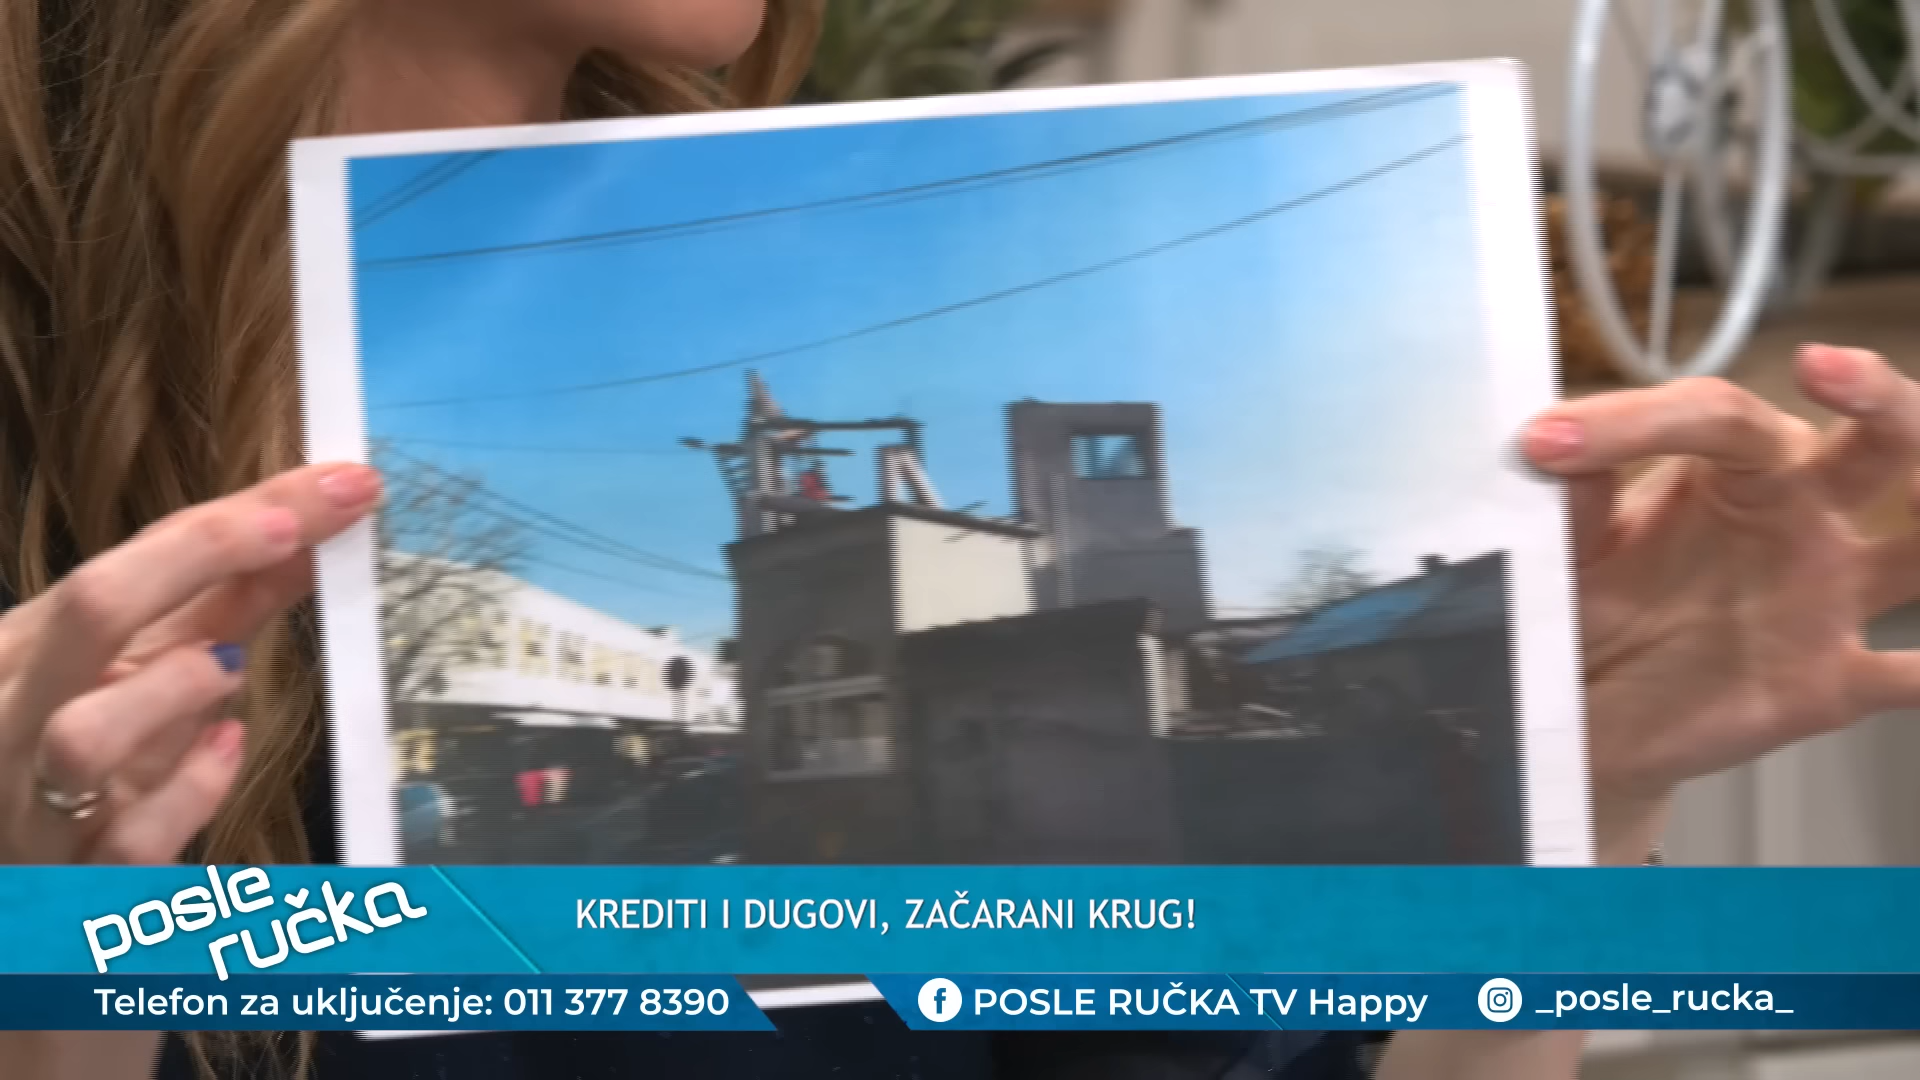 posle
ručka
KREDITI I DUGOVI, ZAČARANI KRUG!
Telefon za uključenje: 011 377 8390
POSLE RUČKA TV Happy
_posle_rucka_